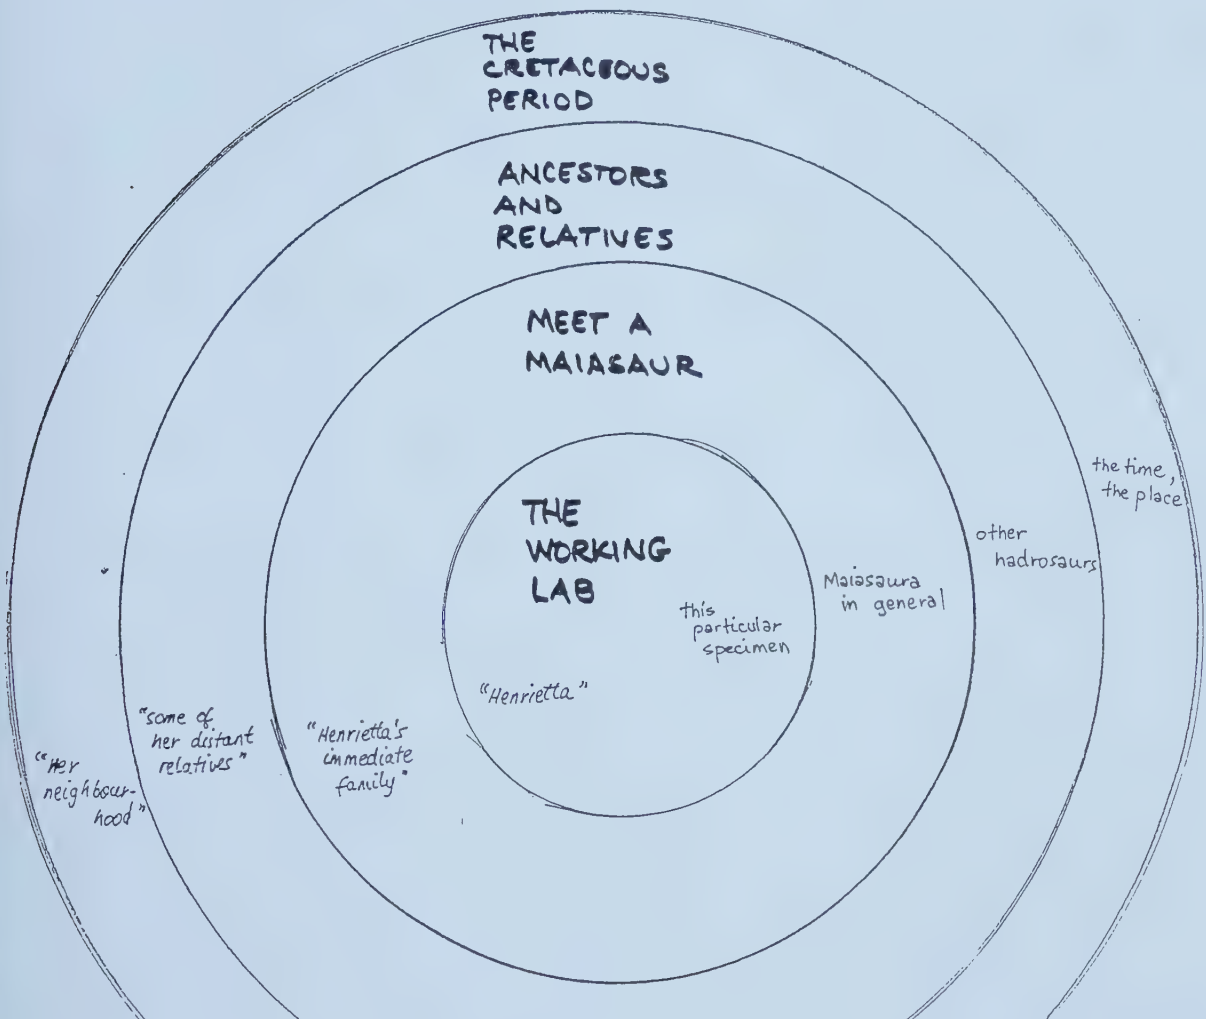 THE
CRETACEOUS
PERIOD
ANCESTORS
AND
RELATIVES
MEET A
MAIASAUR
THE
WORKING
LAB
the time,
the place
other
hadrosaurs
Maiasaura
in general
this
particular
specimen
"Henrietta"
"Henrietta's
immediate
family"
"some of
her distant
relatives"
"Her
neighbour-
hood"